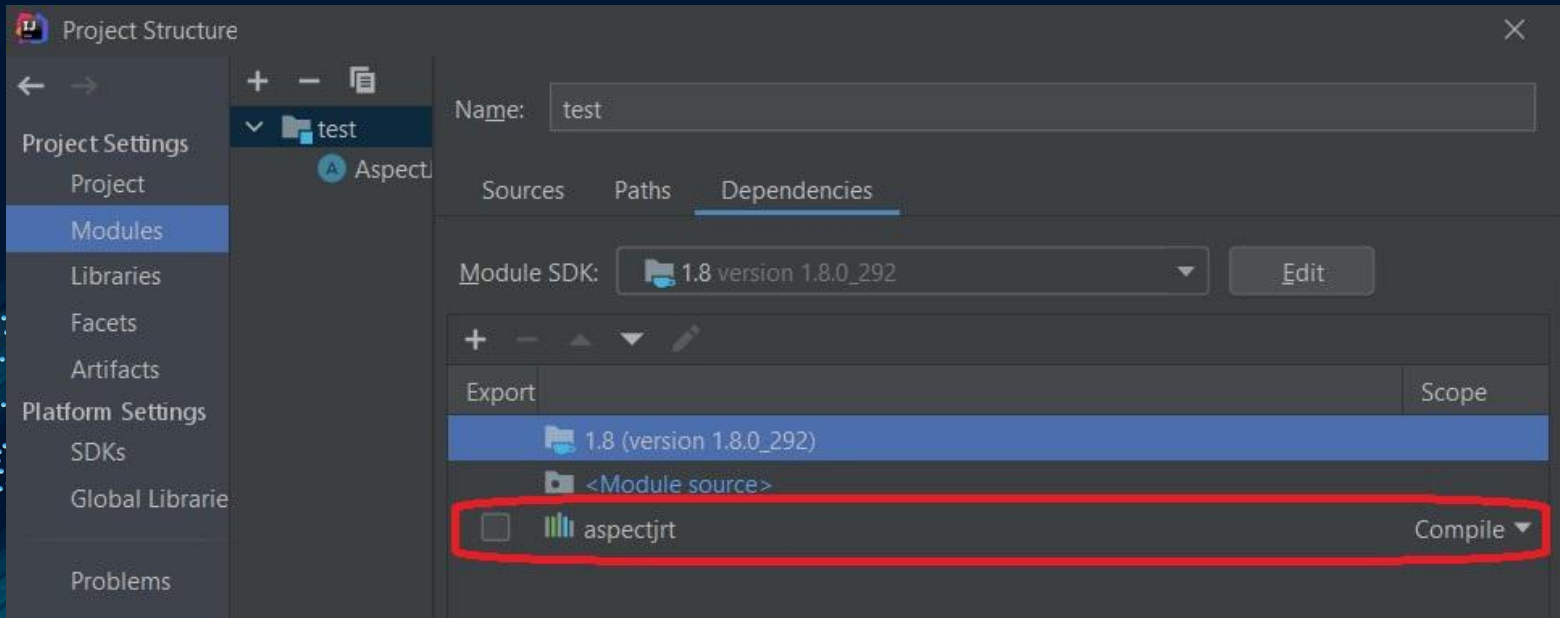 Project Structure
Project Settings
Project
Modules
Libraries
Facets
Artifacts
Platform Settings
SDKs
Global Librarie
Problems
test
AspectJ
Name: test
Sources Paths Dependencies
Module SDK: 1.8 version 1.8.0_292 Edit
Export Scope
1.8 (version 1.8.0_292)
<Module source>
aspectjrt Compile